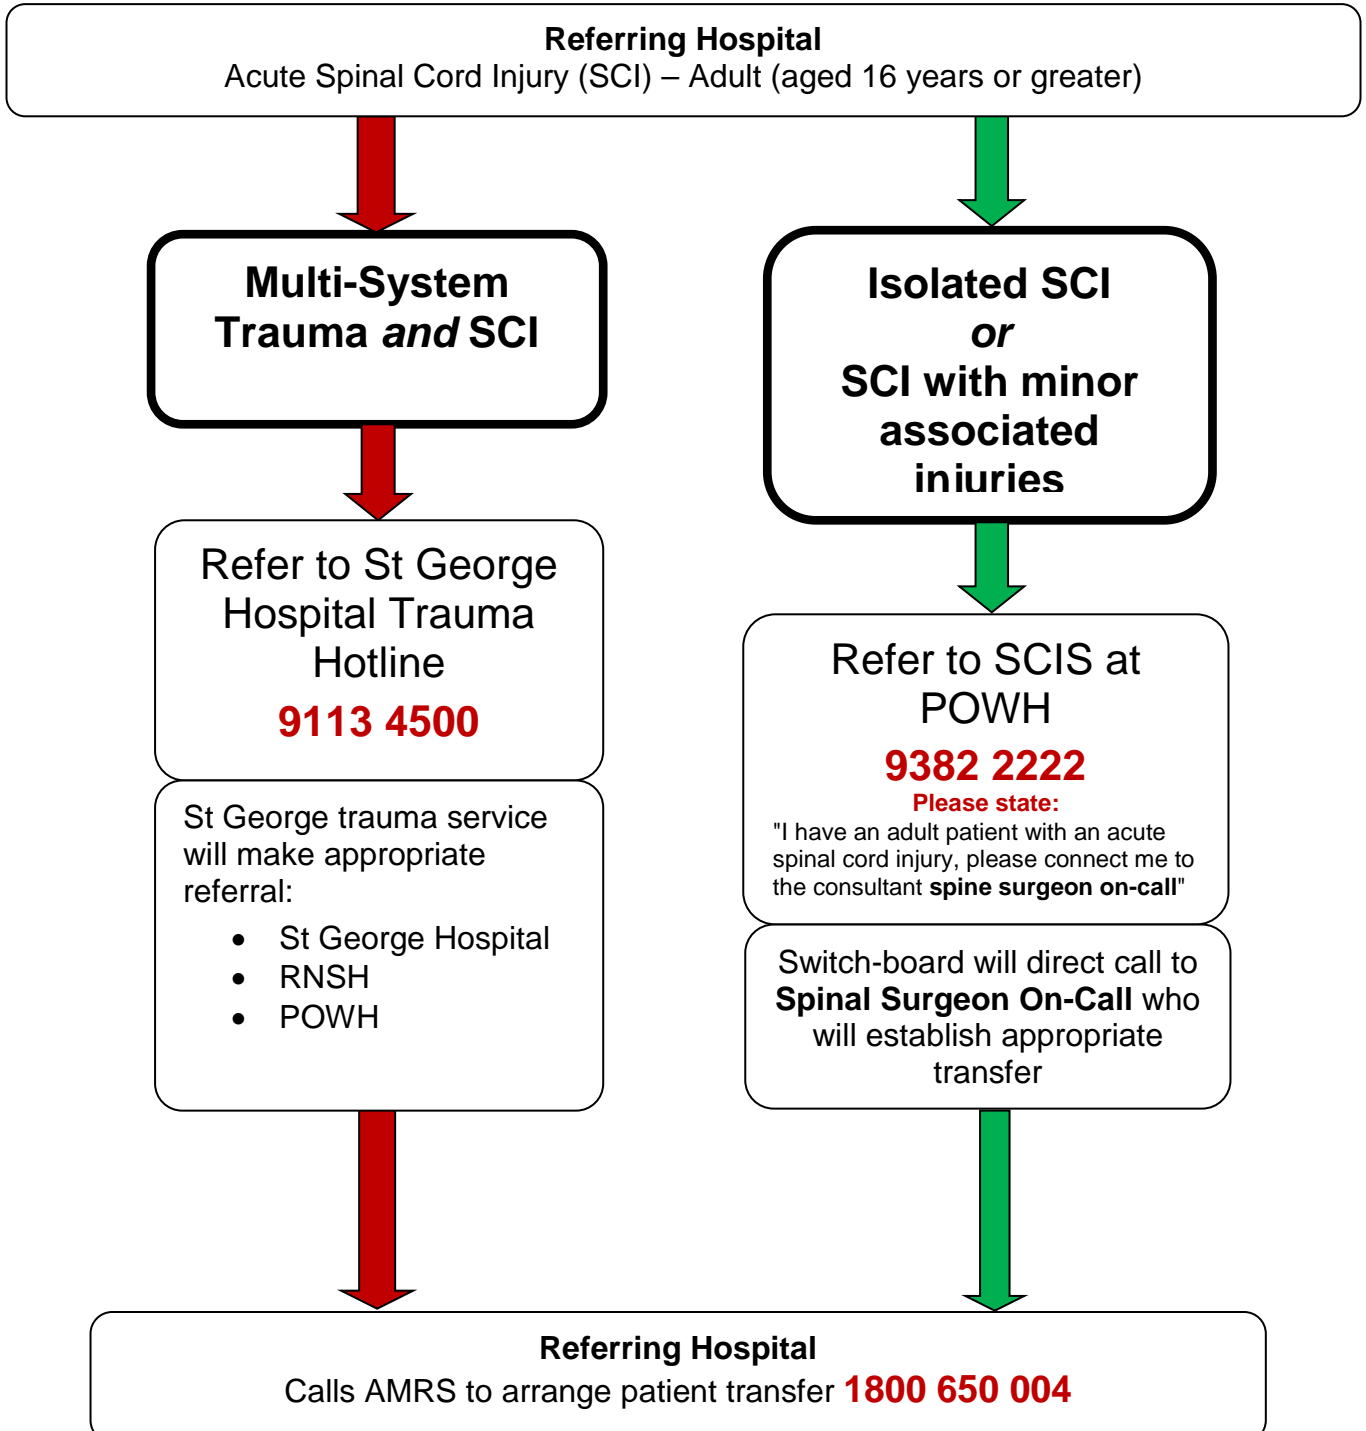 Referring Hospital
Acute Spinal Cord Injury (SCI) – Adult (aged 16 years or greater)
Multi-System
Trauma and SCI
Refer to St George
Hospital Trauma
Hotline
9113 4500
St George trauma service
will make appropriate
referral:
• St George Hospital
• RNSH
• POWH
Isolated SCI
or
SCI with minor
associated
injuries
Refer to SCIS at
POWH
9382 2222
Please state:
"I have an adult patient with an acute
spinal cord injury, please connect me to
the consultant spine surgeon on-call"
Switch-board will direct call to
Spinal Surgeon On-Call who
will establish appropriate
transfer
Referring Hospital
Calls AMRS to arrange patient transfer 1800 650 004